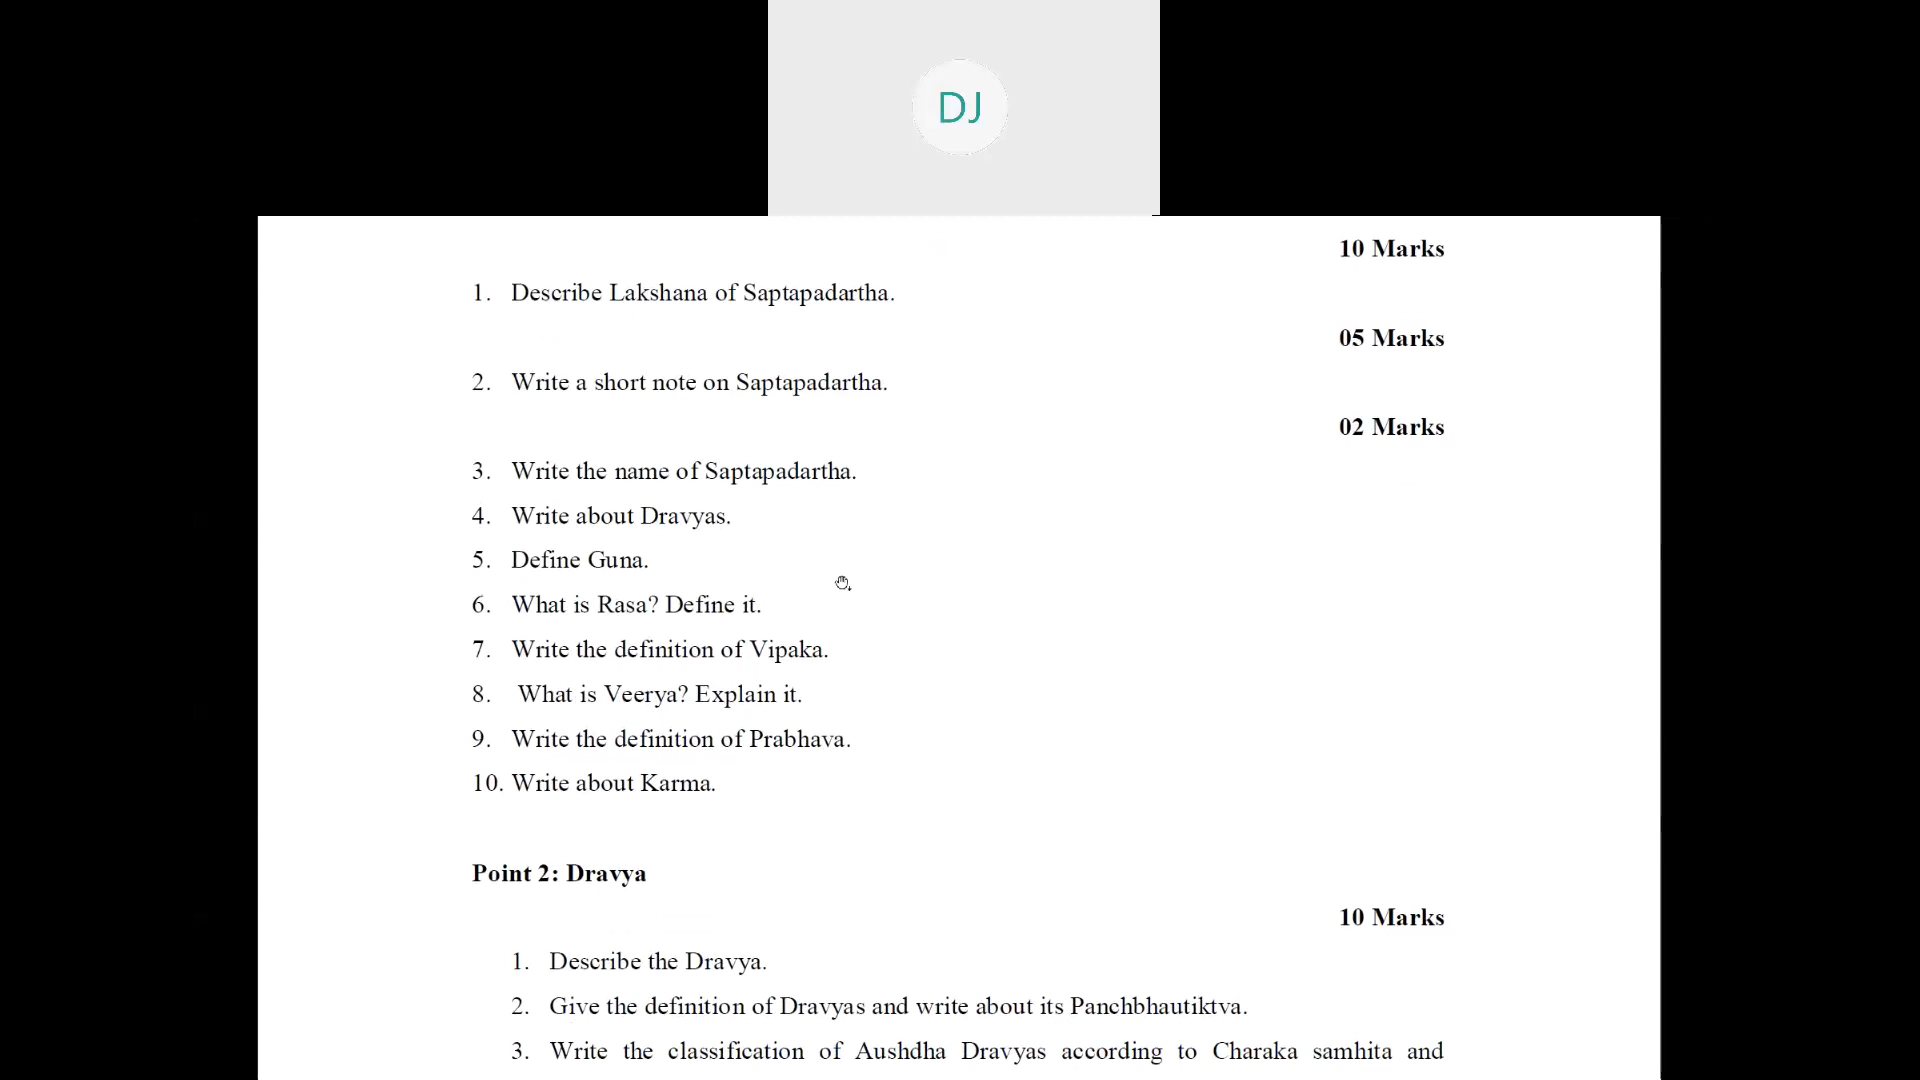 DJ
10 Marks
1. Describe Lakshana of Saptapadartha.
05 Marks
2. Write a short note on Saptapadartha.
02 Marks
3. Write the name of Saptapadartha.
4. Write about Dravyas.
5. Define Guna.
6. What is Rasa? Define it.
7. Write the definition of Vipaka.
8. What is Veerya? Explain it.
9. Write the definition of Prabhava.
10. Write about Karma.
Point 2: Dravya
10 Marks
1. Describe the Dravya.
2. Give the definition of Dravyas and write about its Panchbhautiktva.
3. Write the classification of Aushdha Dravyas according to Charaka samhita and